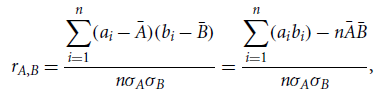 r_{A,B} = \frac{\sum_{i=1}^{n} (a_i - \bar{A})(b_i - \bar{B})}{n\sigma_A\sigma_B} = \frac{\sum_{i=1}^{n} (a_i b_i) - n\bar{A}\bar{B}}{n\sigma_A\sigma_B},